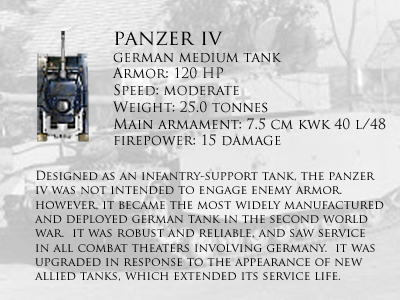 PANZER IV
GERMAN MEDIUM TANK
ARMOR: 120 HP
SPEED: MODERATE
WEIGHT: 25.0 TONNES
MAIN ARMAMENT: 7.5 CM KWK 40 L/48
FIREPOWER: 15 DAMAGE
DESIGNED AS AN INFANTRY-SUPPORT TANK, THE PANZER
IV WAS NOT INTENDED TO ENGAGE ENEMY ARMOR.
HOWEVER, IT BECAME THE MOST WIDELY MANUFACTURED
AND DEPLOYED GERMAN TANK IN THE SECOND WORLD
WAR. IT WAS ROBUST AND RELIABLE, AND SAW SERVICE
IN ALL COMBAT THEATERS INVOLVING GERMANY. IT WAS
UPGRADED IN RESPONSE TO THE APPEARANCE OF NEW
ALLIED TANKS, WHICH EXTENDED ITS SERVICE LIFE.